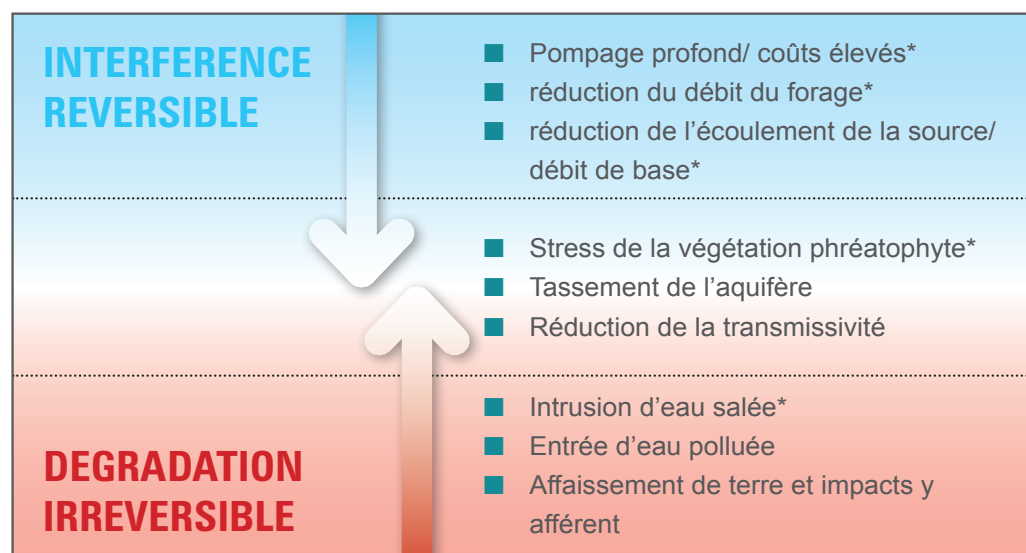 INTERFERENCE
REVERSIBLE
Pompage profond/ coûts élevés*
réduction du débit du forage*
réduction de l’écoulement de la source/
débit de base*
Stress de la végétation phréatophyte*
Tassement de l’aquifère
Réduction de la transmissivité
DEGRADATION
IRREVERSIBLE
Intrusion d’eau salée*
Entrée d’eau polluée
Affaissement de terre et impacts y
afférent